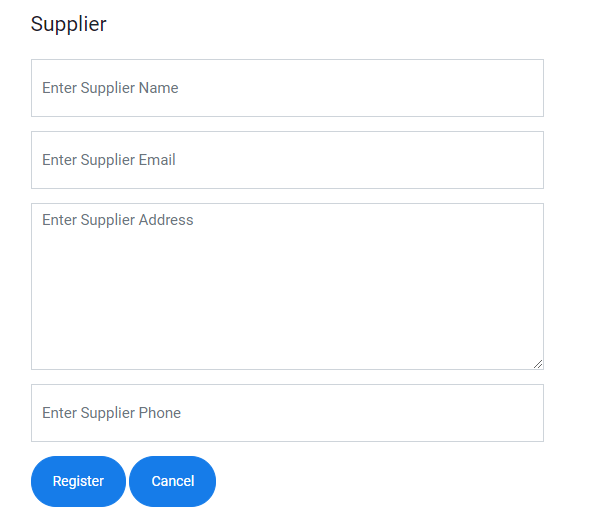 Supplier
Enter Supplier Name
Enter Supplier Email
Enter Supplier Address
Enter Supplier Phone
Register Cancel